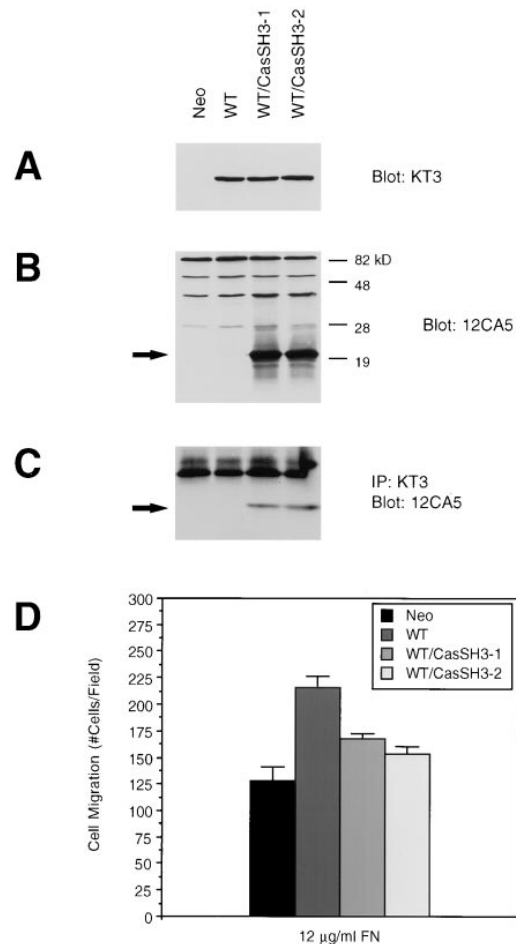 Neo
WT
WT/CasSH3-1
WT/CasSH3-2
A
Blot: KT3
B
82 kD
48
28
19
Blot: 12CA5
C
IP: KT3
Blot: 12CA5
D
Cell Migration (#Cells/Field)
300
275
250
225
200
175
150
125
100
75
50
25
0
Neo
WT
WT/CasSH3-1
WT/CasSH3-2
12 µg/ml FN